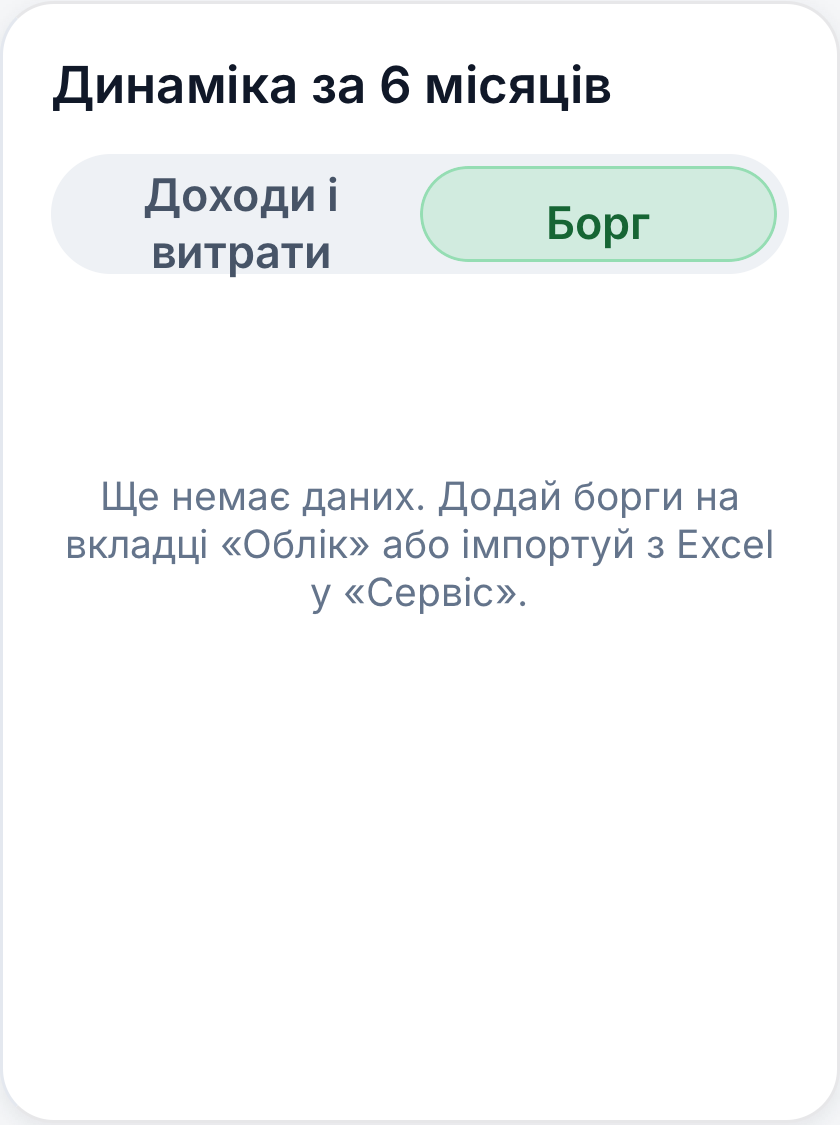 Динаміка за 6 місяців
Доходи і
витрати
Борг
Ще немає даних. Додай борги на
вкладці «Облік» або імпортуй з Excel
у «Сервіс».